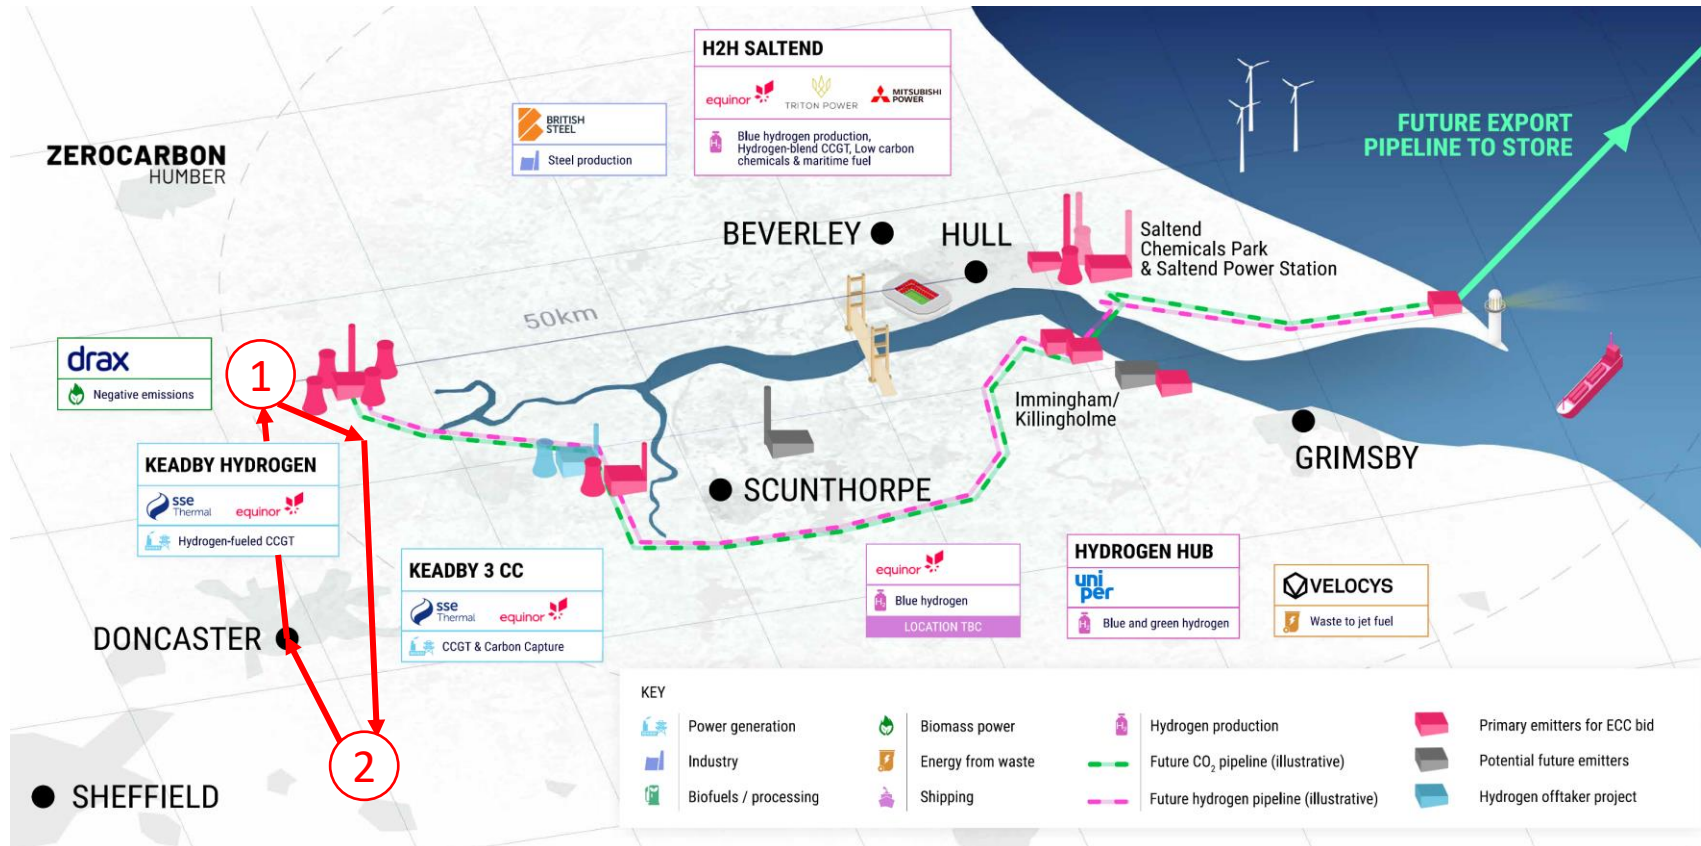 ZEROCARBON
HUMBER
BRITISH
STEEL
Steel production
H2H SALTEND
equinor
TRITON POWER
MITSUBISHI
POWER
H₂
Blue hydrogen production,
Hydrogen-blend CCGT, Low carbon
chemicals & maritime fuel
FUTURE EXPORT
PIPELINE TO STORE
BEVERLEY
HULL
Saltend
Chemicals Park
& Saltend Power Station
50km
drax
Negative emissions
1
Immingham/
Killingholme
GRIMSBY
KEADBY HYDROGEN
sse
Thermal
equinor
Hydrogen-fueled CCGT
SCUNTHORPE
KEADBY 3 CC
sse
Thermal
equinor
CCGT & Carbon Capture
equinor
H₂
Blue hydrogen
LOCATION TBC
HYDROGEN HUB
uni
per
H₂
Blue and green hydrogen
VELOCYS
Waste to jet fuel
DONCASTER
2
SHEFFIELD
KEY
Power generation
Industry
Biofuels / processing
Biomass power
Energy from waste
Shipping
H₂
Hydrogen production
Future CO₂ pipeline (illustrative)
Future hydrogen pipeline (illustrative)
Primary emitters for ECC bid
Potential future emitters
Hydrogen offtaker project